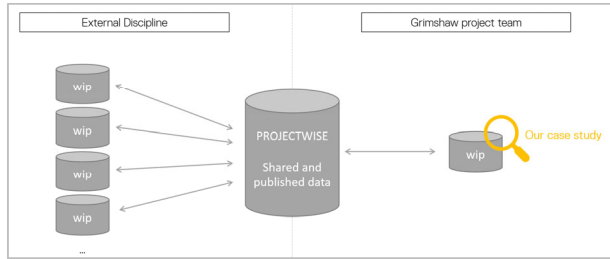 External Discipline
Grimshaw project team
wip
wip
wip
wip
...
PROJECTWISE
Shared and
published data
wip
Our case study